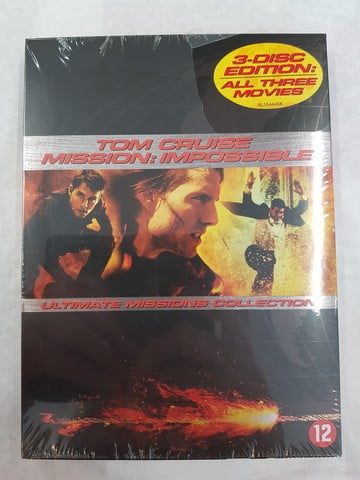 3-DISC
EDITION:
ALL THREE
MOVIES
TOM CRUISE
MISSION: IMPOSSIBLE
ULTIMATE MISSIONS COLLECTION
12